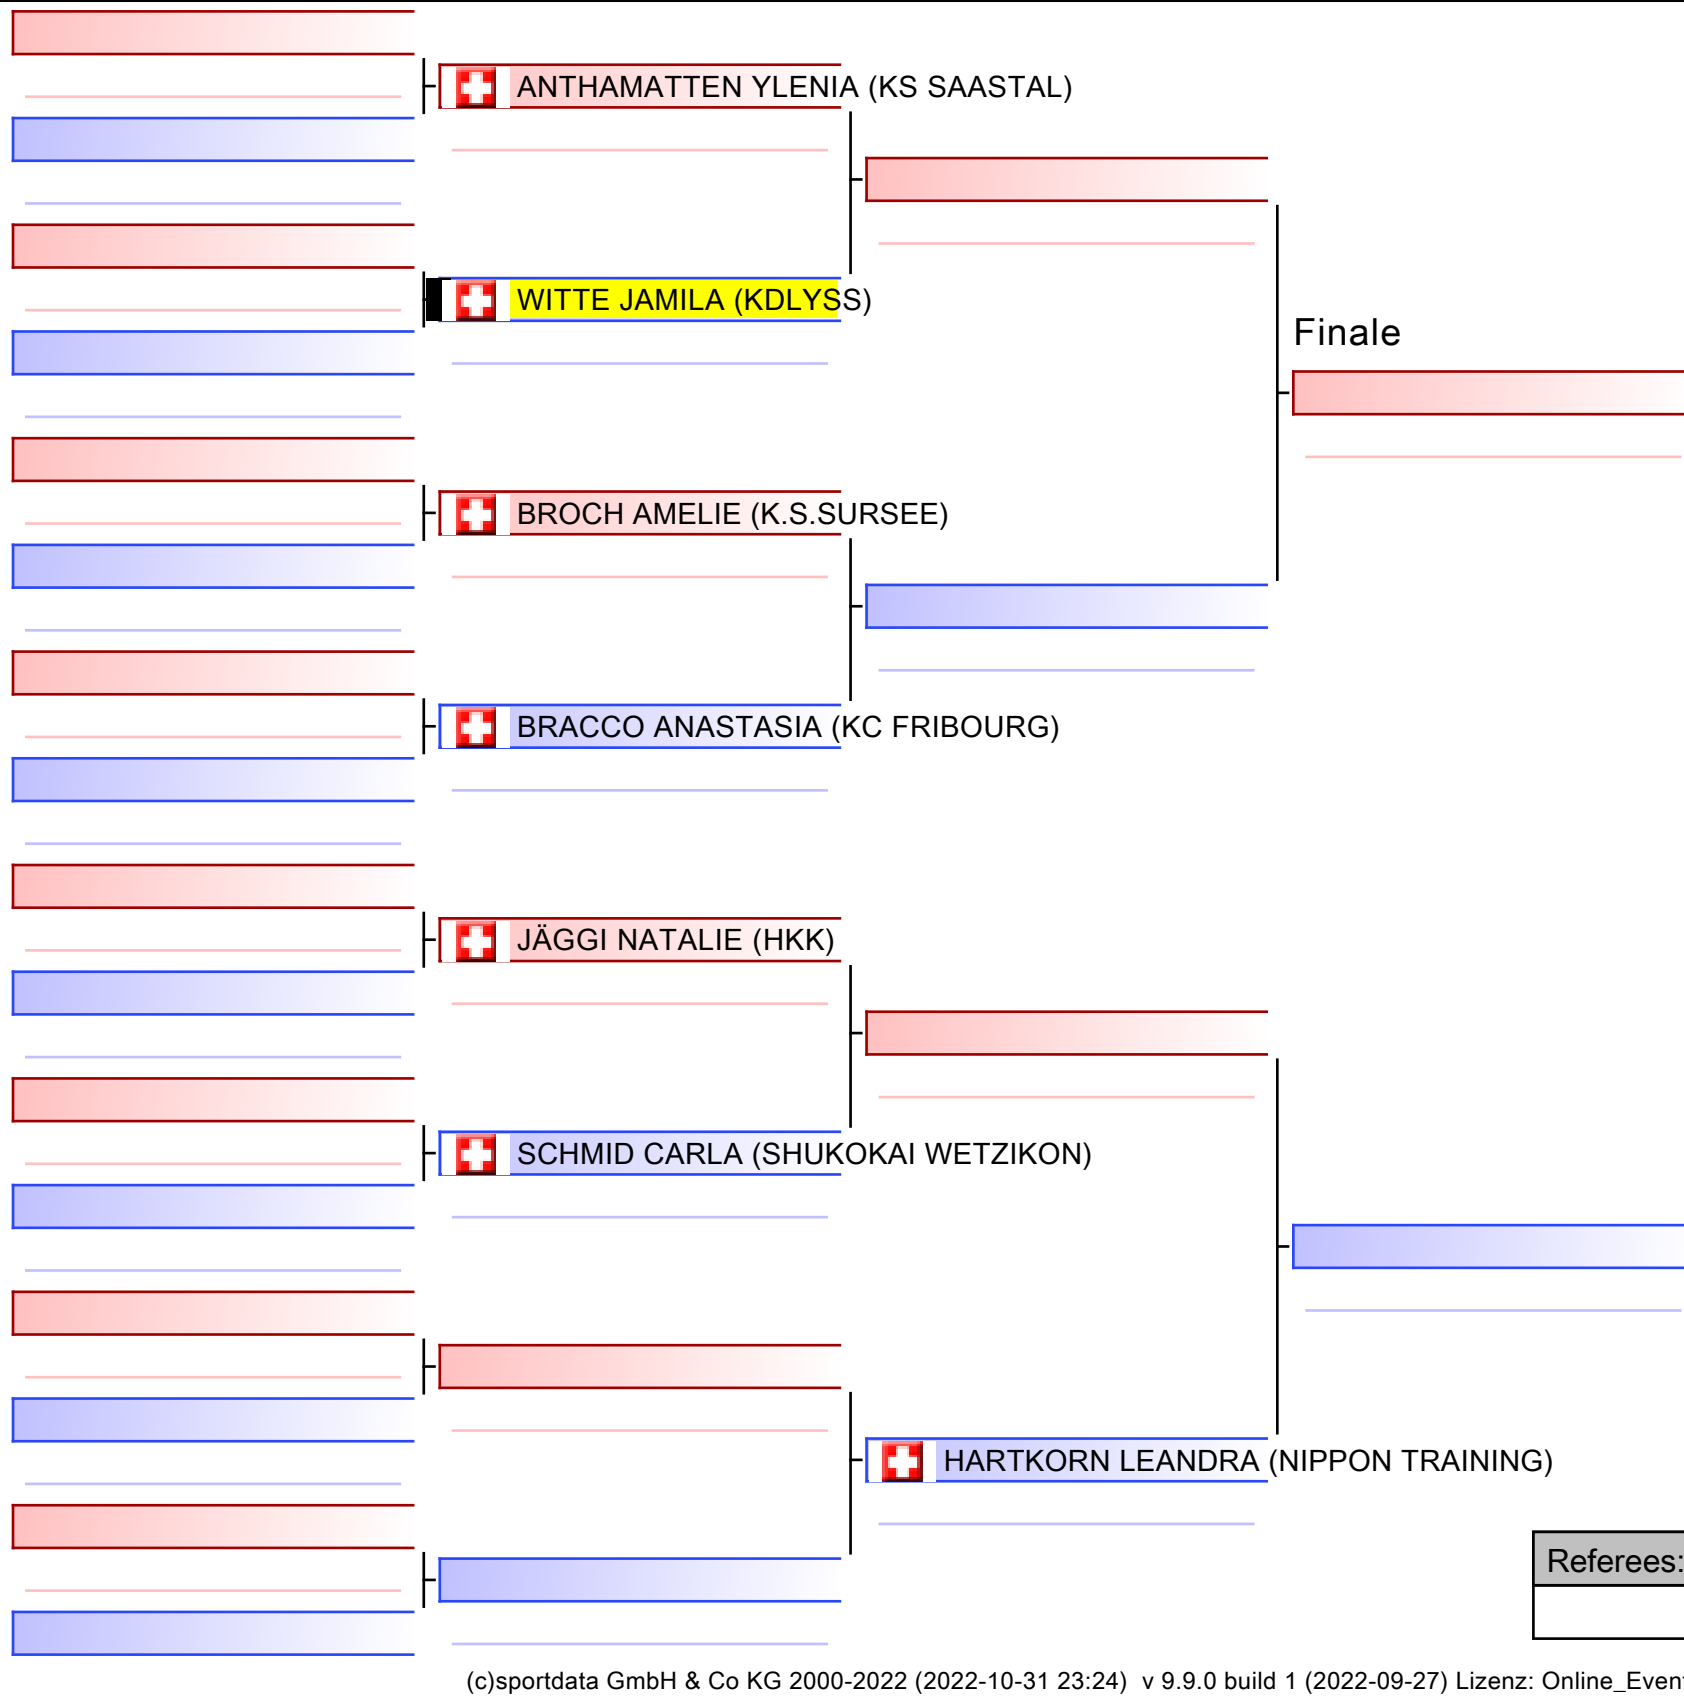 ANTHAMATTEN YLENIA (KS SAASTAL)
WITTE JAMILA (KDLYSS)
Finale
BROCH AMELIE (K.S.SURSEE)
BRACCO ANASTASIA (KC FRIBOURG)
JÄGGI NATALIE (HKK)
SCHMID CARLA (SHUKOKAI WETZIKON)
HARTKORN LEANDRA (NIPPON TRAINING)
Referees:
(c)sportdata GmbH & Co KG 2000-2022 (2022-10-31 23:24) v 9.9.0 build 1 (2022-09-27) Lizenz: Online_Event